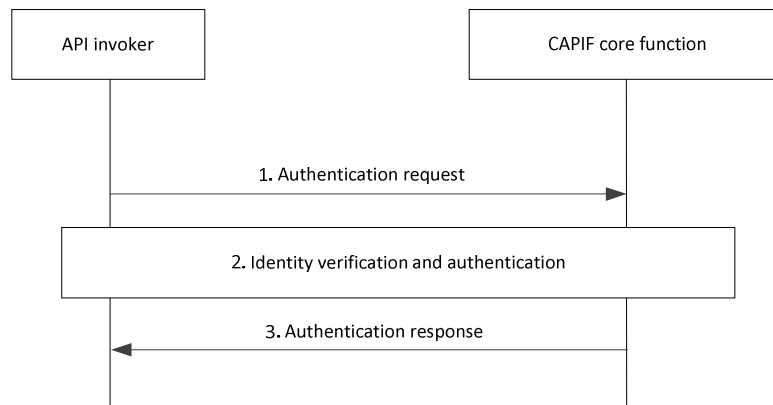 API invoker
CAPIF core function
1. Authentication request
2. Identity verification and authentication
3. Authentication response